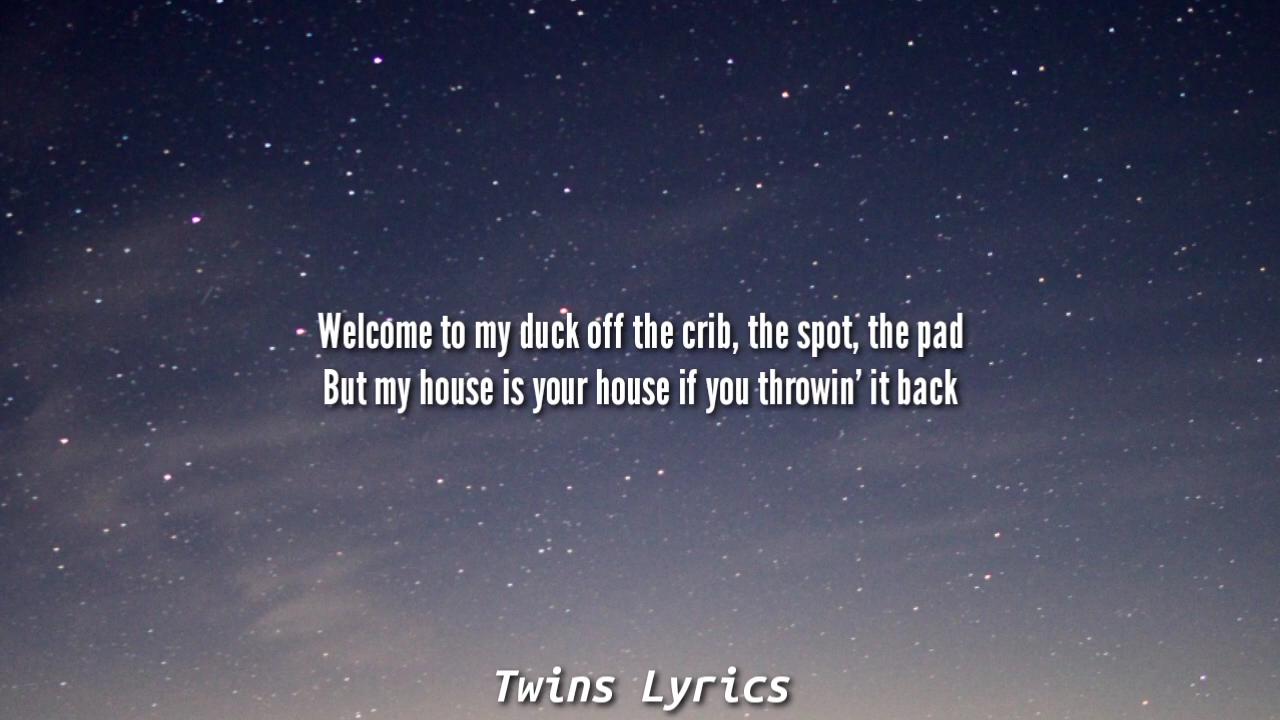 Welcome to my duck off the crib, the spot, the pad
But my house is your house if you throwin’ it back
Twins Lyrics